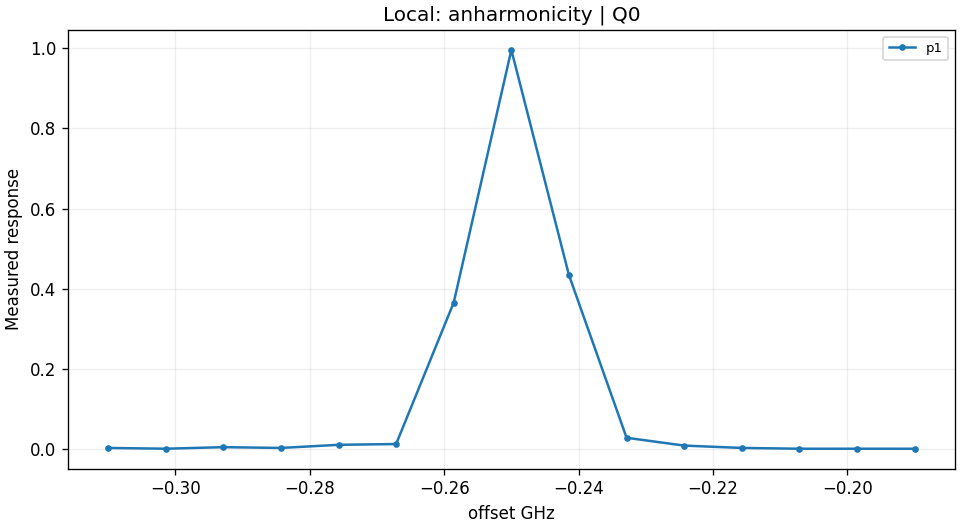 Local: anharmonicity | Q0
p1
Measured response
1.0
0.8
0.6
0.4
0.2
0.0
−0.30 −0.28 −0.26 −0.24 −0.22 −0.20
offset GHz